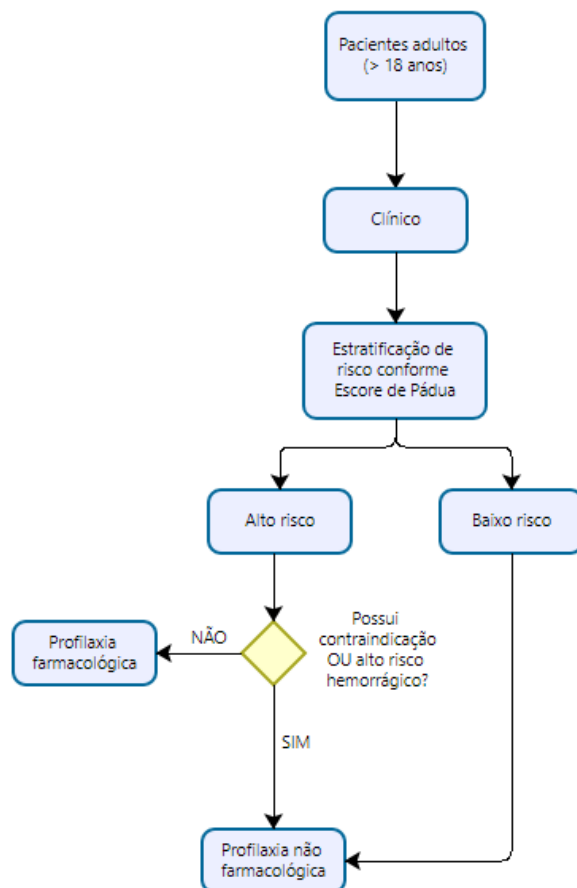 Pacientes adultos
(> 18 anos)
Clínico
Estratificação de
risco conforme
Escore de Pádua
Alto risco
Baixo risco
Possui
contraindicação
OU alto risco
hemorrágico?
NÃO
Profilaxia
farmacológica
SIM
Profilaxia não
farmacológica